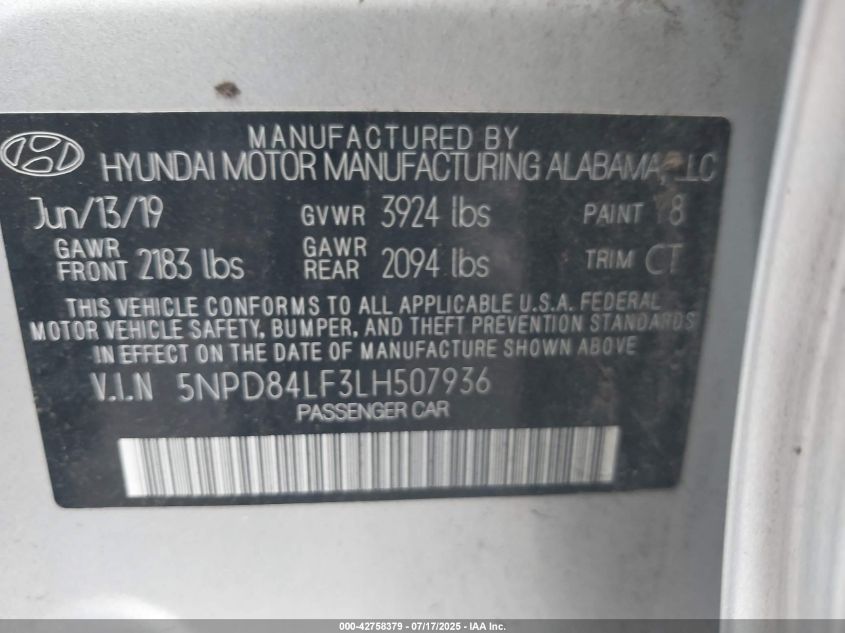 MANUFACTURED BY
HYUNDAI MOTOR MANUFACTURING ALABAMA, LLC
Jun/13/19 GVWR 3924 lbs PAINT Y8
GAWR FRONT 2183 lbs GAWR REAR 2094 lbs TRIM CT
THIS VEHICLE CONFORMS TO ALL APPLICABLE U.S.A. FEDERAL
MOTOR VEHICLE SAFETY, BUMPER, AND THEFT PREVENTION STANDARDS
IN EFFECT ON THE DATE OF MANUFACTURE SHOWN ABOVE
V.I.N 5NPD84LF3LH507936
PASSENGER CAR
000-42758379 - 07/17/2025 - IAA Inc.